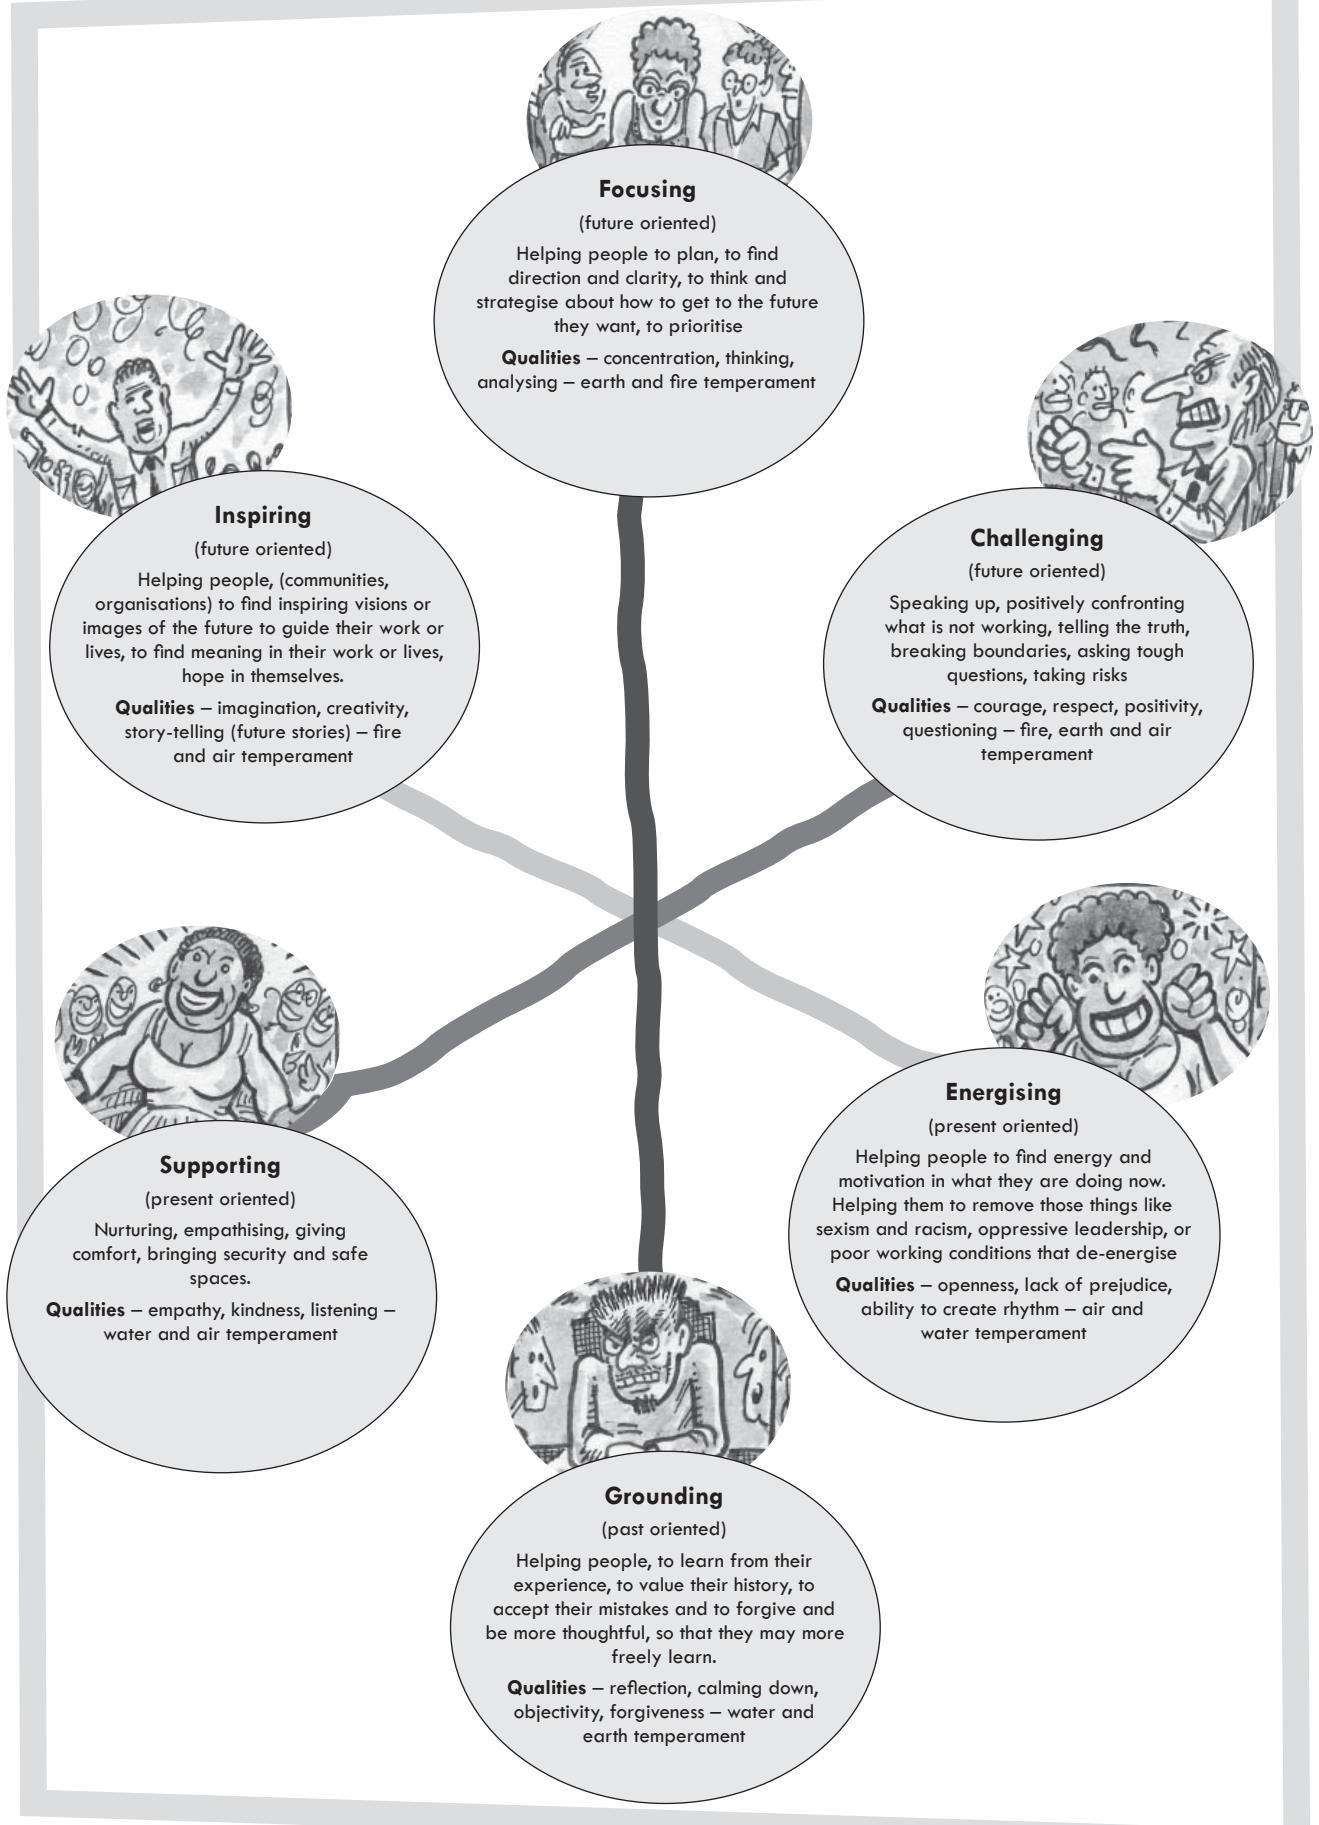 Focusing
(future oriented)
Helping people to plan, to find
direction and clarity, to think and
strategise about how to get to the future
they want, to prioritise
Qualities – concentration, thinking,
analysing – earth and fire temperament
Inspiring
(future oriented)
Helping people, (communities,
organisations) to find inspiring visions or
images of the future to guide their work or
lives, to find meaning in their work or lives,
hope in themselves.
Qualities – imagination, creativity,
story-telling (future stories) – fire
and air temperament
Challenging
(future oriented)
Speaking up, positively confronting
what is not working, telling the truth,
breaking boundaries, asking tough
questions, taking risks
Qualities – courage, respect, positivity,
questioning – fire, earth and air
temperament
Supporting
(present oriented)
Nurturing, empathising, giving
comfort, bringing security and safe
spaces.
Qualities – empathy, kindness, listening –
water and air temperament
Energising
(present oriented)
Helping people to find energy and
motivation in what they are doing now.
Helping them to remove those things like
sexism and racism, oppressive leadership, or
poor working conditions that de-energise
Qualities – openness, lack of prejudice,
ability to create rhythm – air and
water temperament
Grounding
(past oriented)
Helping people, to learn from their
experience, to value their history, to
accept their mistakes and to forgive and
be more thoughtful, so that they may more
freely learn.
Qualities – reflection, calming down,
objectivity, forgiveness – water and
earth temperament